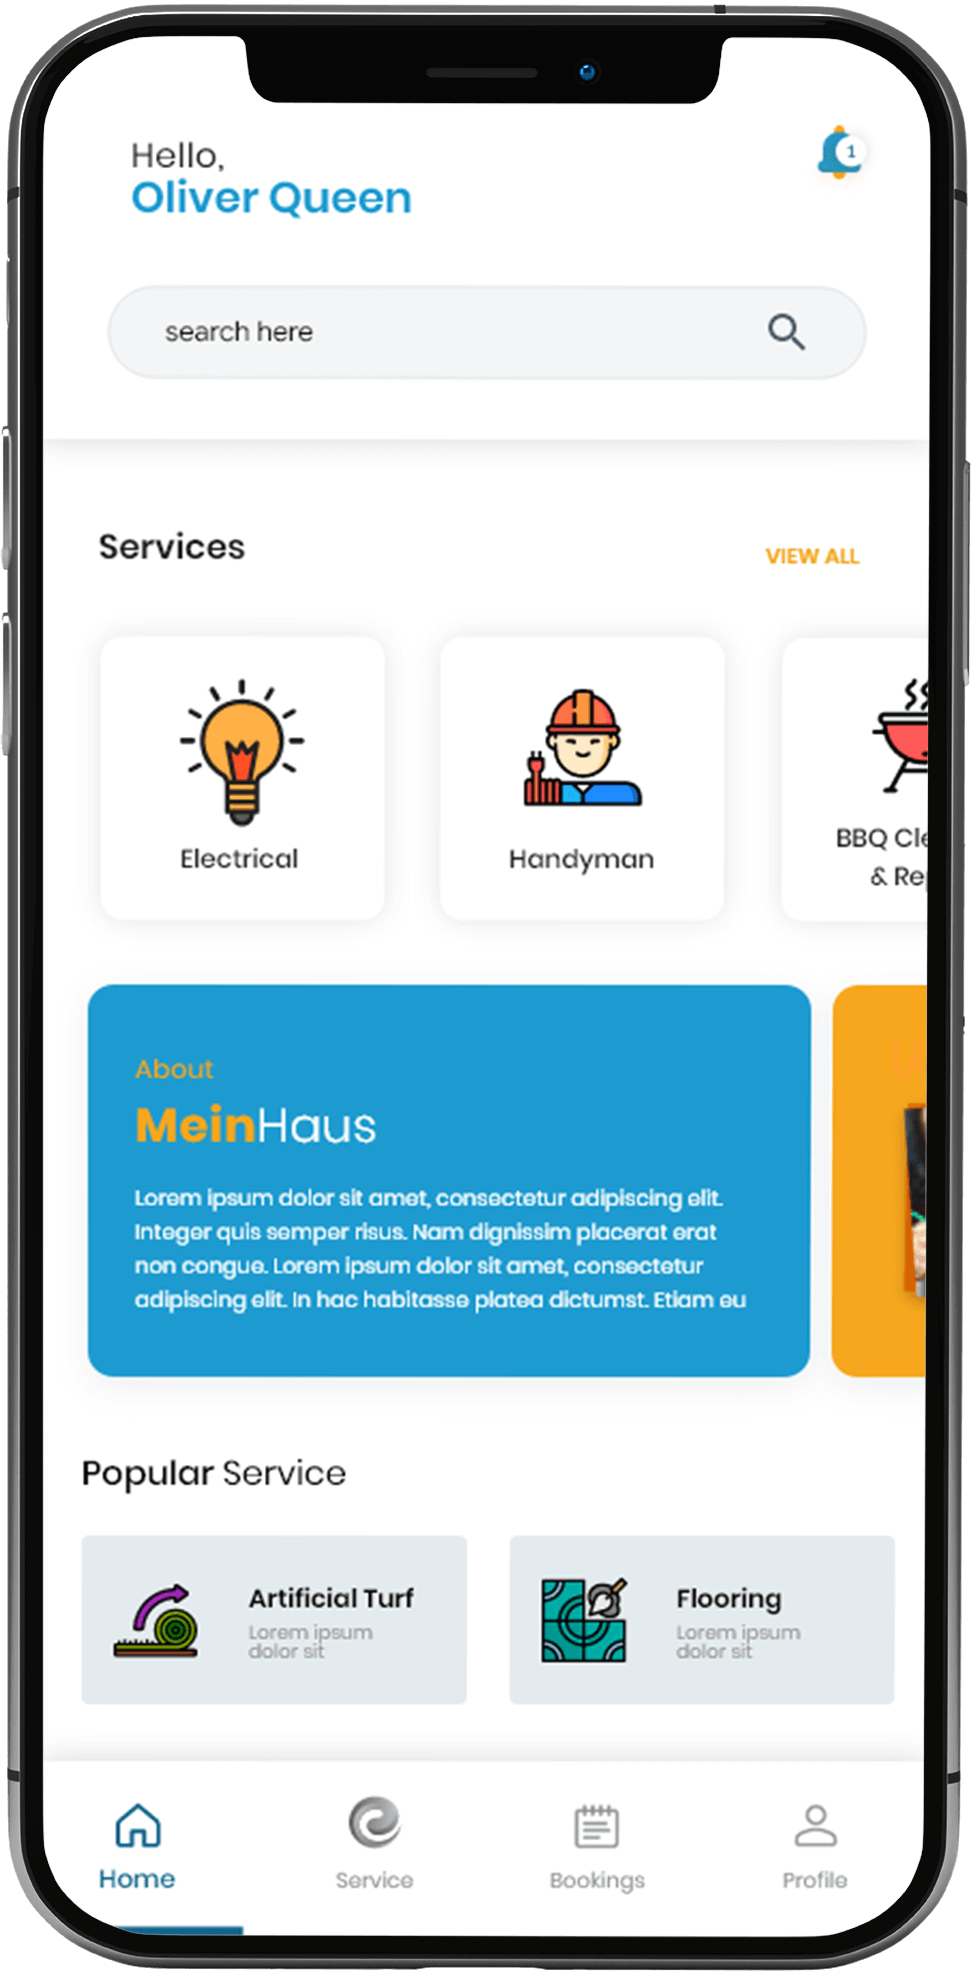 Hello,
Oliver Queen
1
search here
Services
VIEW ALL
Electrical
Handyman
BBQ Cle
& Re
About
MeinHaus
Lorem ipsum dolor sit amet, consectetur adipiscing elit.
Integer quis semper risus. Nam dignissim placerat erat
non congue. Lorem ipsum dolor sit amet, consectetur
adipiscing elit. In hac habitasse platea dictumst. Etiam eu
Popular Service
Artificial Turf
Lorem ipsum
dolor sit
Flooring
Lorem ipsum
dolor sit
Home
Service
Bookings
Profile